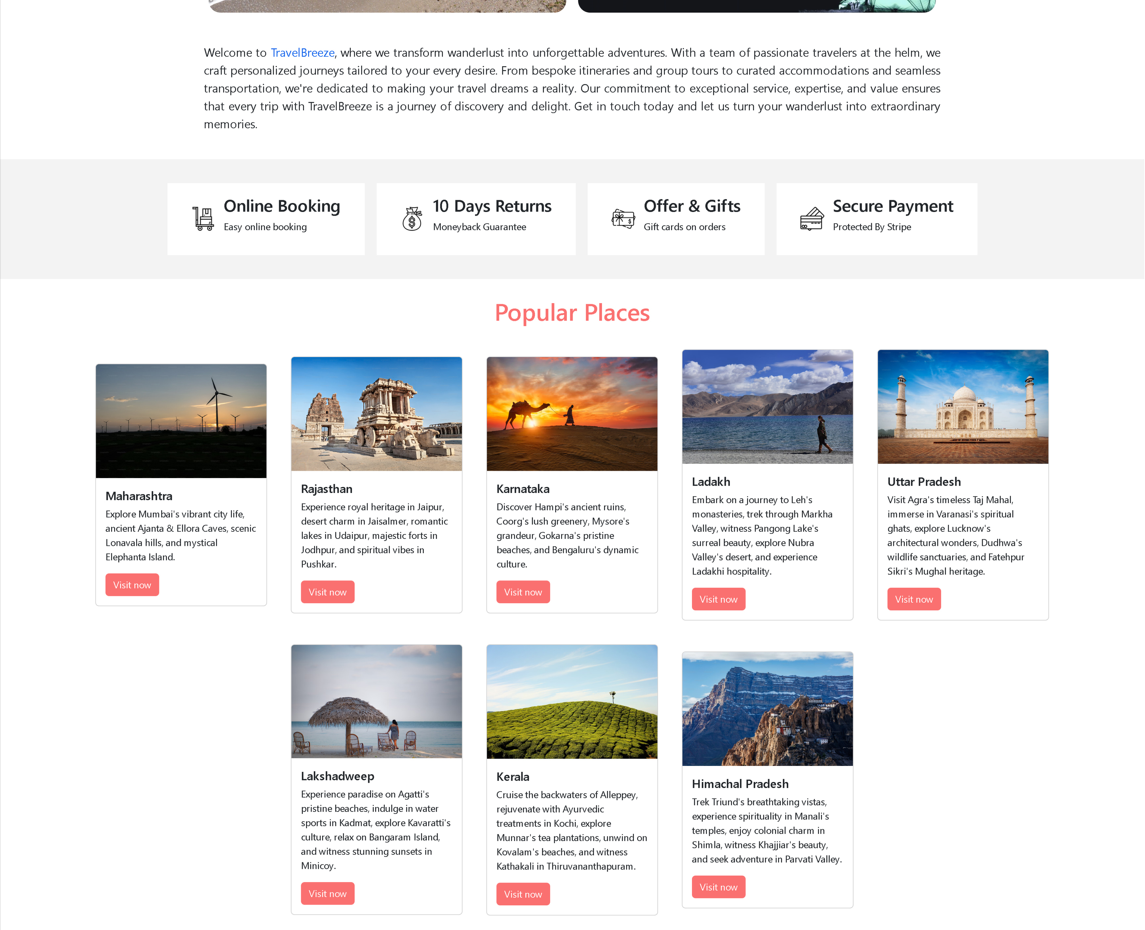 Welcome to TravelBreeze, where we transform wanderlust into unforgettable adventures. With a team of passionate travelers at the helm, we
craft personalized journeys tailored to your every desire. From bespoke itineraries and group tours to curated accommodations and seamless
transportation, we're dedicated to making your travel dreams a reality. Our commitment to exceptional service, expertise, and value ensures
that every trip with TravelBreeze is a journey of discovery and delight. Get in touch today and let us turn your wanderlust into extraordinary
memories.
Online Booking
Easy online booking
10 Days Returns
Moneyback Guarantee
Offer & Gifts
Gift cards on orders
Secure Payment
Protected By Stripe
Popular Places
Maharashtra
Explore Mumbai's vibrant city life,
ancient Ajanta & Ellora Caves, scenic
Lonavala hills, and mystical
Elephanta Island.
Visit now
Rajasthan
Experience royal heritage in Jaipur,
desert charm in Jaisalmer, romantic
lakes in Udaipur, majestic forts in
Jodhpur, and spiritual vibes in
Pushkar.
Visit now
Karnataka
Discover Hampi's ancient ruins,
Coorg's lush greenery, Mysore's
grandeur, Gokarna's pristine
beaches, and Bengaluru's dynamic
culture.
Visit now
Ladakh
Embark on a journey to Leh's
monasteries, trek through Markha
Valley, witness Pangong Lake's
surreal beauty, explore Nubra
Valley's desert, and experience
Ladakhi hospitality.
Visit now
Uttar Pradesh
Visit Agra's timeless Taj Mahal,
immerse in Varanasi's spiritual
ghats, explore Lucknow's
architectural wonders, Dudhwa's
wildlife sanctuaries, and Fatehpur
Sikri's Mughal heritage.
Visit now
Lakshadweep
Experience paradise on Agatti's
pristine beaches, indulge in water
sports in Kadmat, explore Kavaratti's
culture, relax on Bangaram Island,
and witness stunning sunsets in
Minicoy.
Visit now
Kerala
Cruise the backwaters of Alleppey,
rejuvenate with Ayurvedic
treatments in Kochi, explore
Munnar's tea plantations, unwind on
Kovalam's beaches, and witness
Kathakali in Thiruvananthapuram.
Visit now
Himachal Pradesh
Trek Triund's breathtaking vistas,
experience spirituality in Manali's
temples, enjoy colonial charm in
Shimla, witness Khajjiar's beauty,
and seek adventure in Parvati Valley.
Visit now